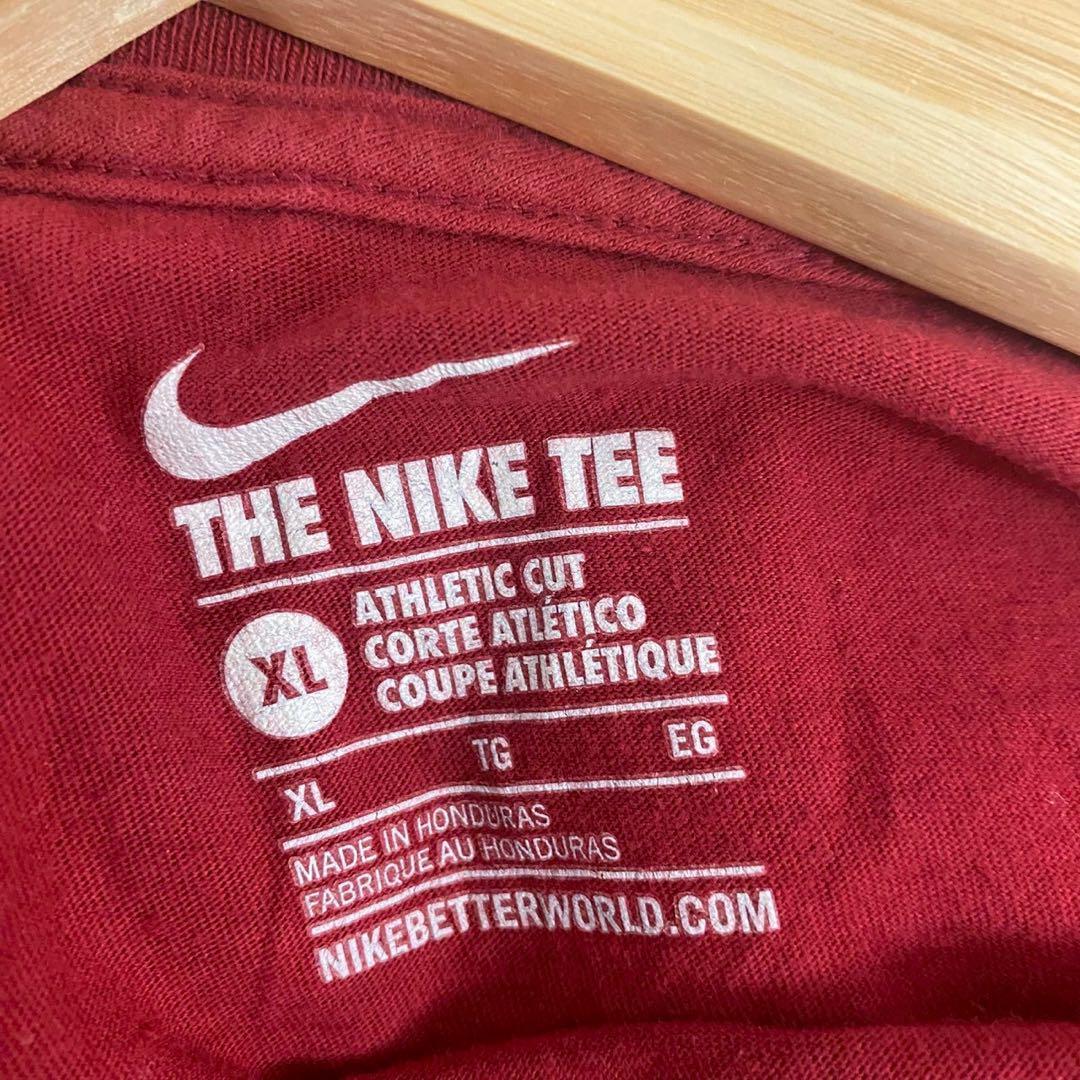 THE NIKE TEE
XL
ATHLETIC CUT
CORTE ATLÉTICO
COUPE ATHLÉTIQUE
XL TG EG
MADE IN HONDURAS
FABRIQUE AU HONDURAS
NIKEBETTERWORLD.COM